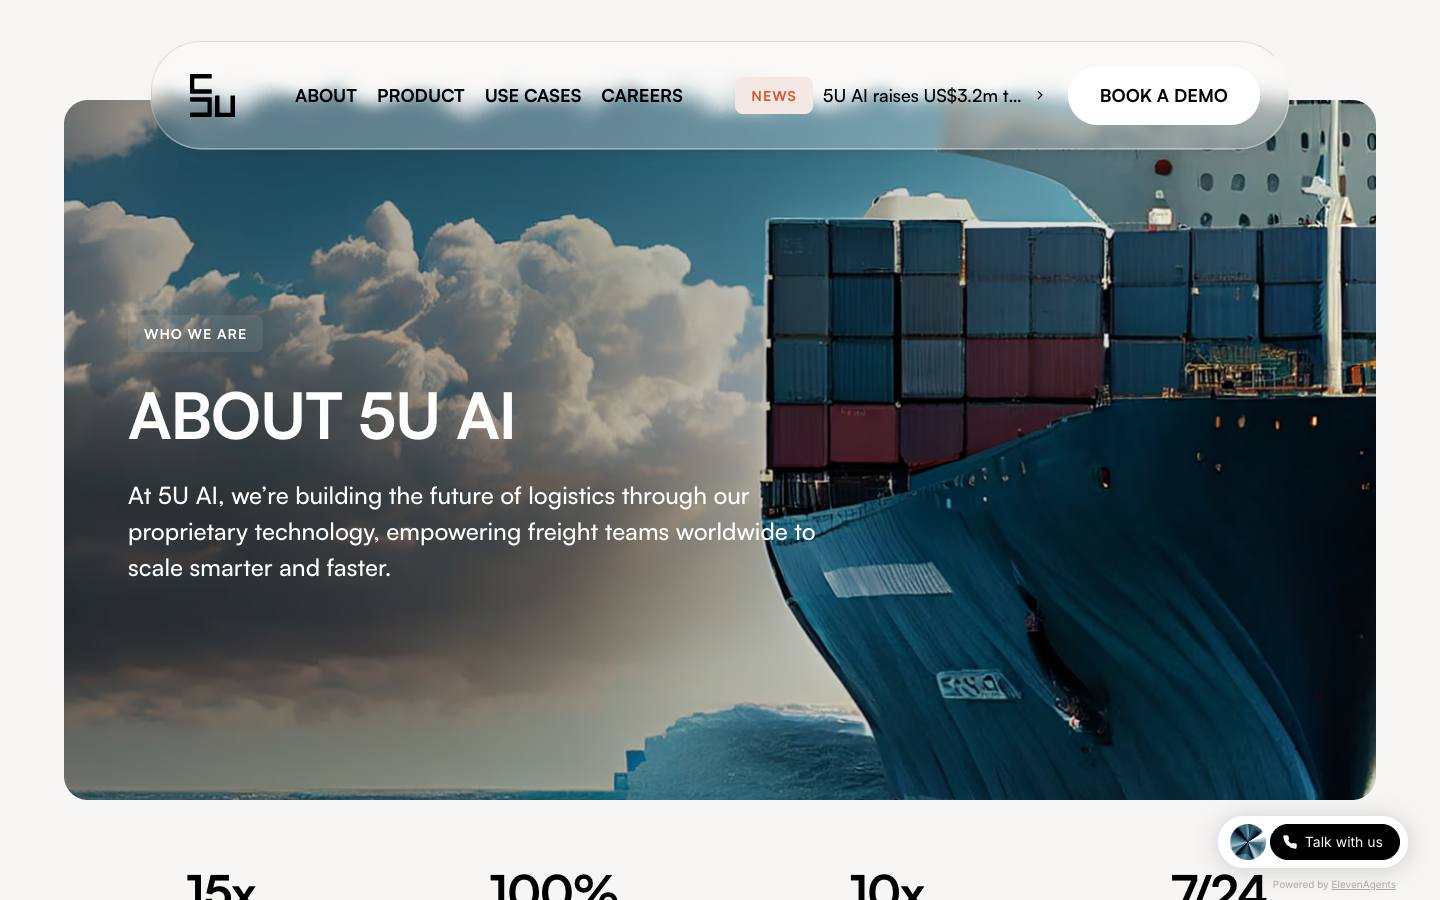 5u
ABOUT PRODUCT USE CASES CAREERS
NEWS 5U AI raises US$3.2m t... >
BOOK A DEMO
WHO WE ARE
ABOUT 5U AI
At 5U AI, we’re building the future of logistics through our
proprietary technology, empowering freight teams worldwide to
scale smarter and faster.
15x 100% 10x 7/24
Talk with us
Powered by ElevenAgents